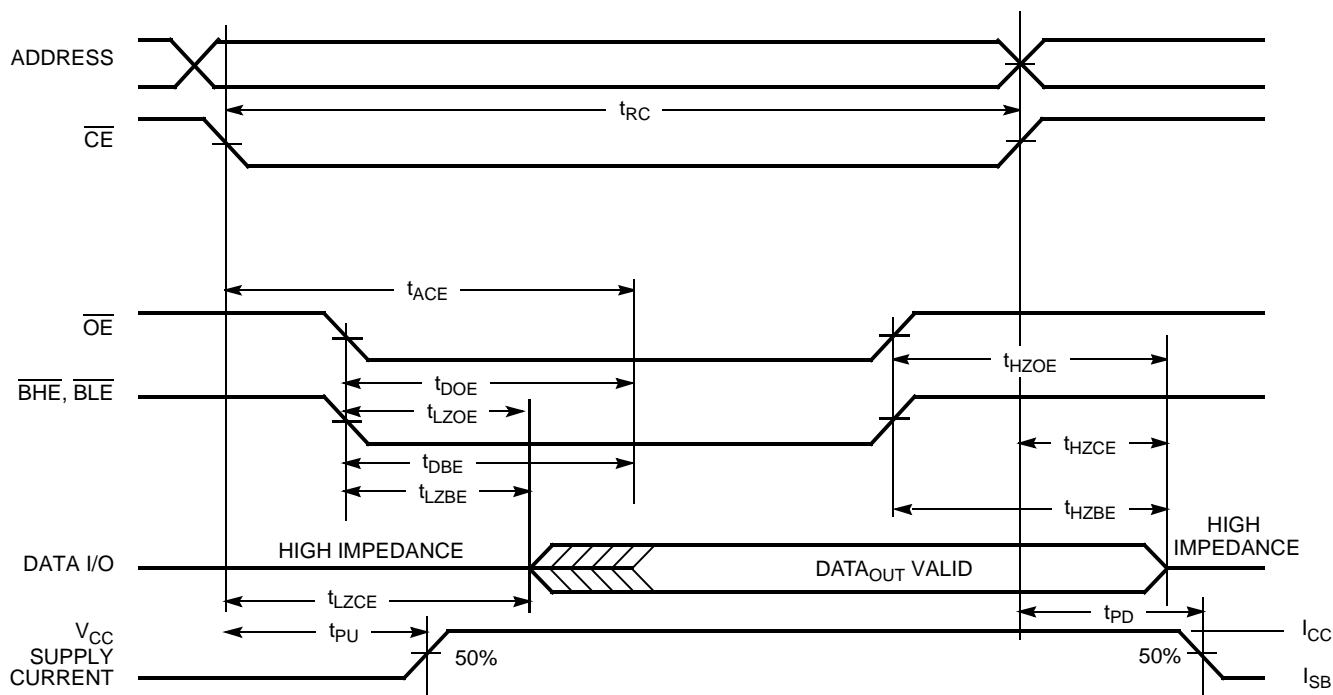 ADDRESS
tRC
CE
tACE
OE
tHZOE
tDOE
BHE, BLE
tLZOE
tHZCE
tDBE
tLZBE
tHZBE
HIGH
IMPEDANCE
HIGH IMPEDANCE
DATA I/O
DATAOUT VALID
tLZCE
tPD
VCC
SUPPLY
CURRENT
tPU
50%
50%
ICC
ISB